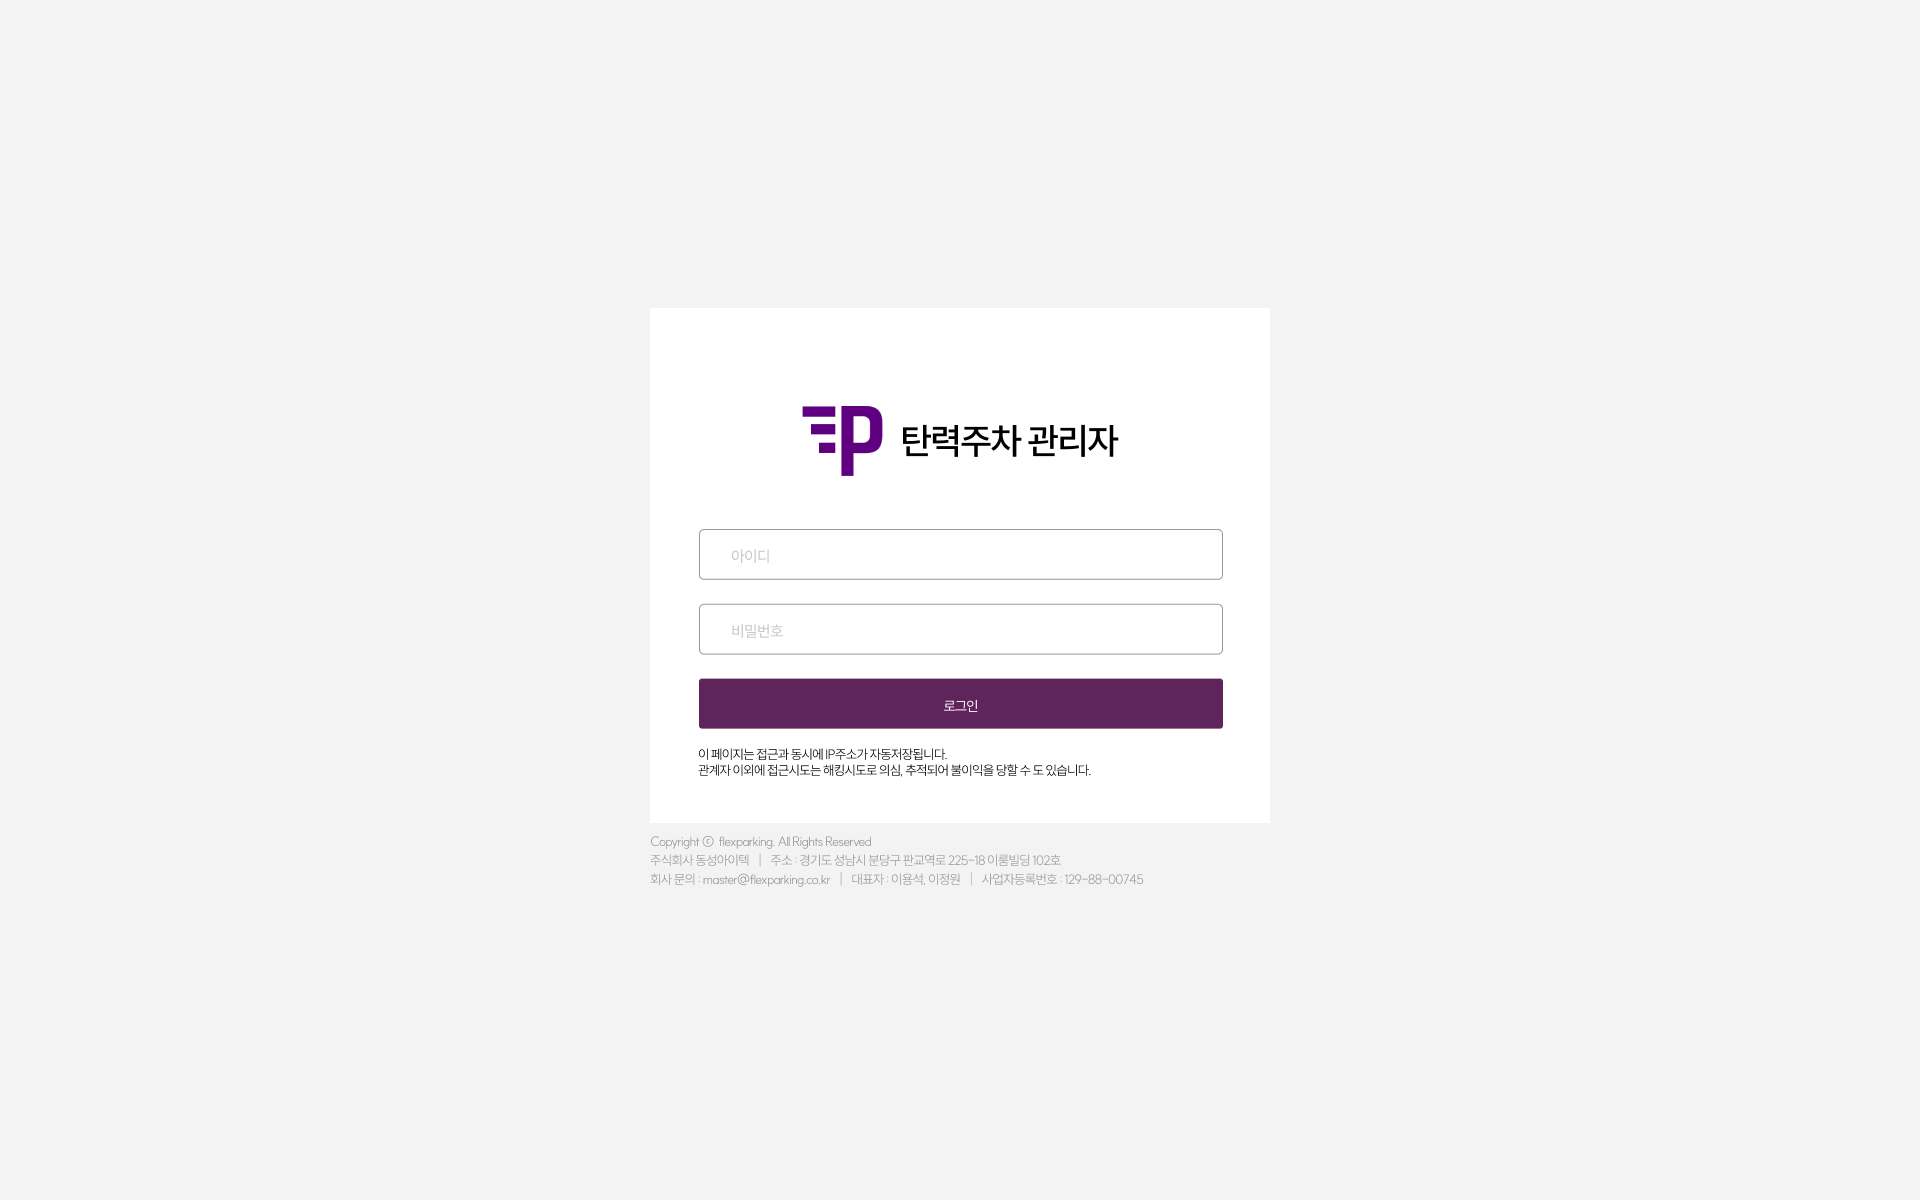 탄력주차 관리자
아이디
비밀번호
로그인
이 페이지는 접근과 동시에 IP주소가 자동저장됩니다.
관계자 이외에 접근시도는 해킹시도로 의심, 추적되어 불이익을 당할 수 도 있습니다.
Copyright ⓒ flexparking. All Rights Reserved
주식회사 동성아이텍 | 주소 : 경기도 성남시 분당구 판교역로 225-18 이룸빌딩 102호
회사 문의 : master@flexparking.co.kr | 대표자 : 이용석, 이정원 | 사업자등록번호 : 129-88-00745